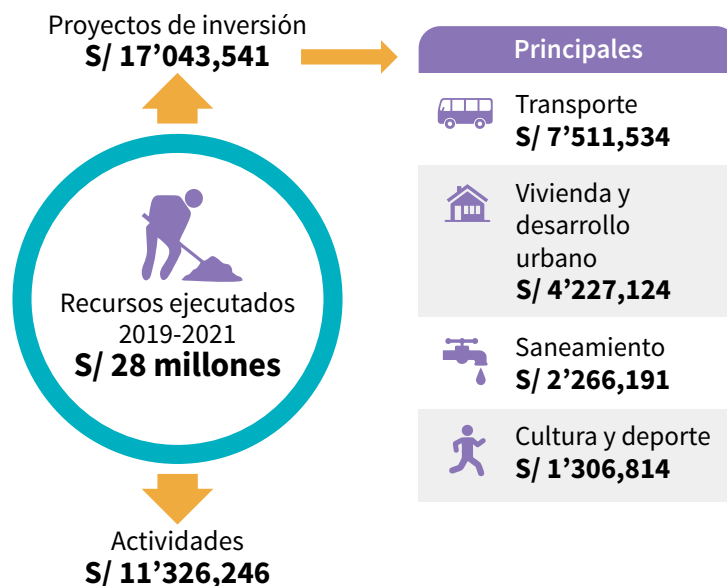 Proyectos de inversión
S/ 17’043,541
Recursos ejecutados
2019-2021
S/ 28 millones
Actividades
S/ 11’326,246
Principales
Transporte
S/ 7’511,534
Vivienda y
desarrollo
urbano
S/ 4’227,124
Saneamiento
S/ 2’266,191
Cultura y deporte
S/ 1’306,814